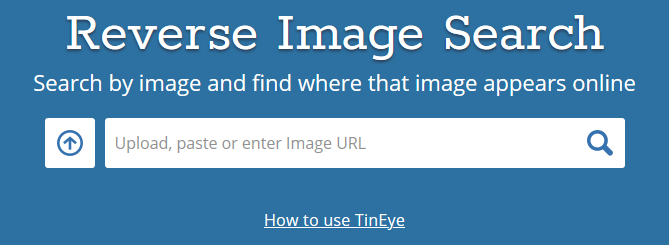 Reverse Image Search
Search by image and find where that image appears online
Upload, paste or enter Image URL
How to use TinEye